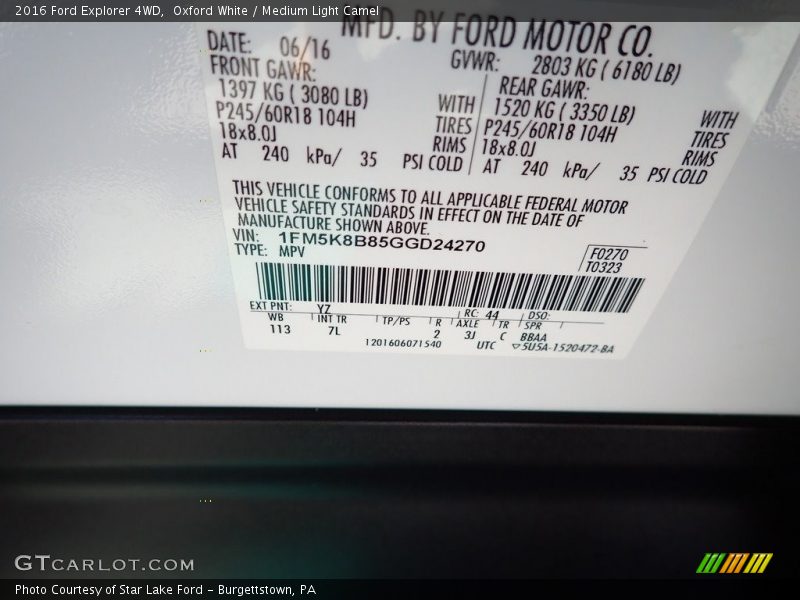 2016 Ford Explorer 4WD,  Oxford White / Medium Light Camel
MFD. BY FORD MOTOR CO.
DATE: 06/16 GVWR: 2803 KG ( 6180 LB)
FRONT GAWR: REAR GAWR:
1397 KG ( 3080 LB) WITH 1520 KG ( 3350 LB) WITH
P245/60R18 104H TIRES P245/60R18 104H TIRES
18x8.0J RIMS 18x8.0J RIMS
AT 240 kPa/ 35 PSI COLD AT 240 kPa/ 35 PSI COLD
THIS VEHICLE CONFORMS TO ALL APPLICABLE FEDERAL MOTOR
VEHICLE SAFETY STANDARDS IN EFFECT ON THE DATE OF
MANUFACTURE SHOWN ABOVE.
VIN: 1FM5K8B85GGD24270 F0270
TYPE: MPV T0323
EXT PNT: YZ RC: 44 DSO:
WB INT TR TP/PS R AXLE TR SPR
113 7L 2 3J C BBAA
1201606071540 UTC ▽5U5A-1520472-BA
GTCARLOT.COM
Photo Courtesy of Star Lake Ford - Burgettstown, PA